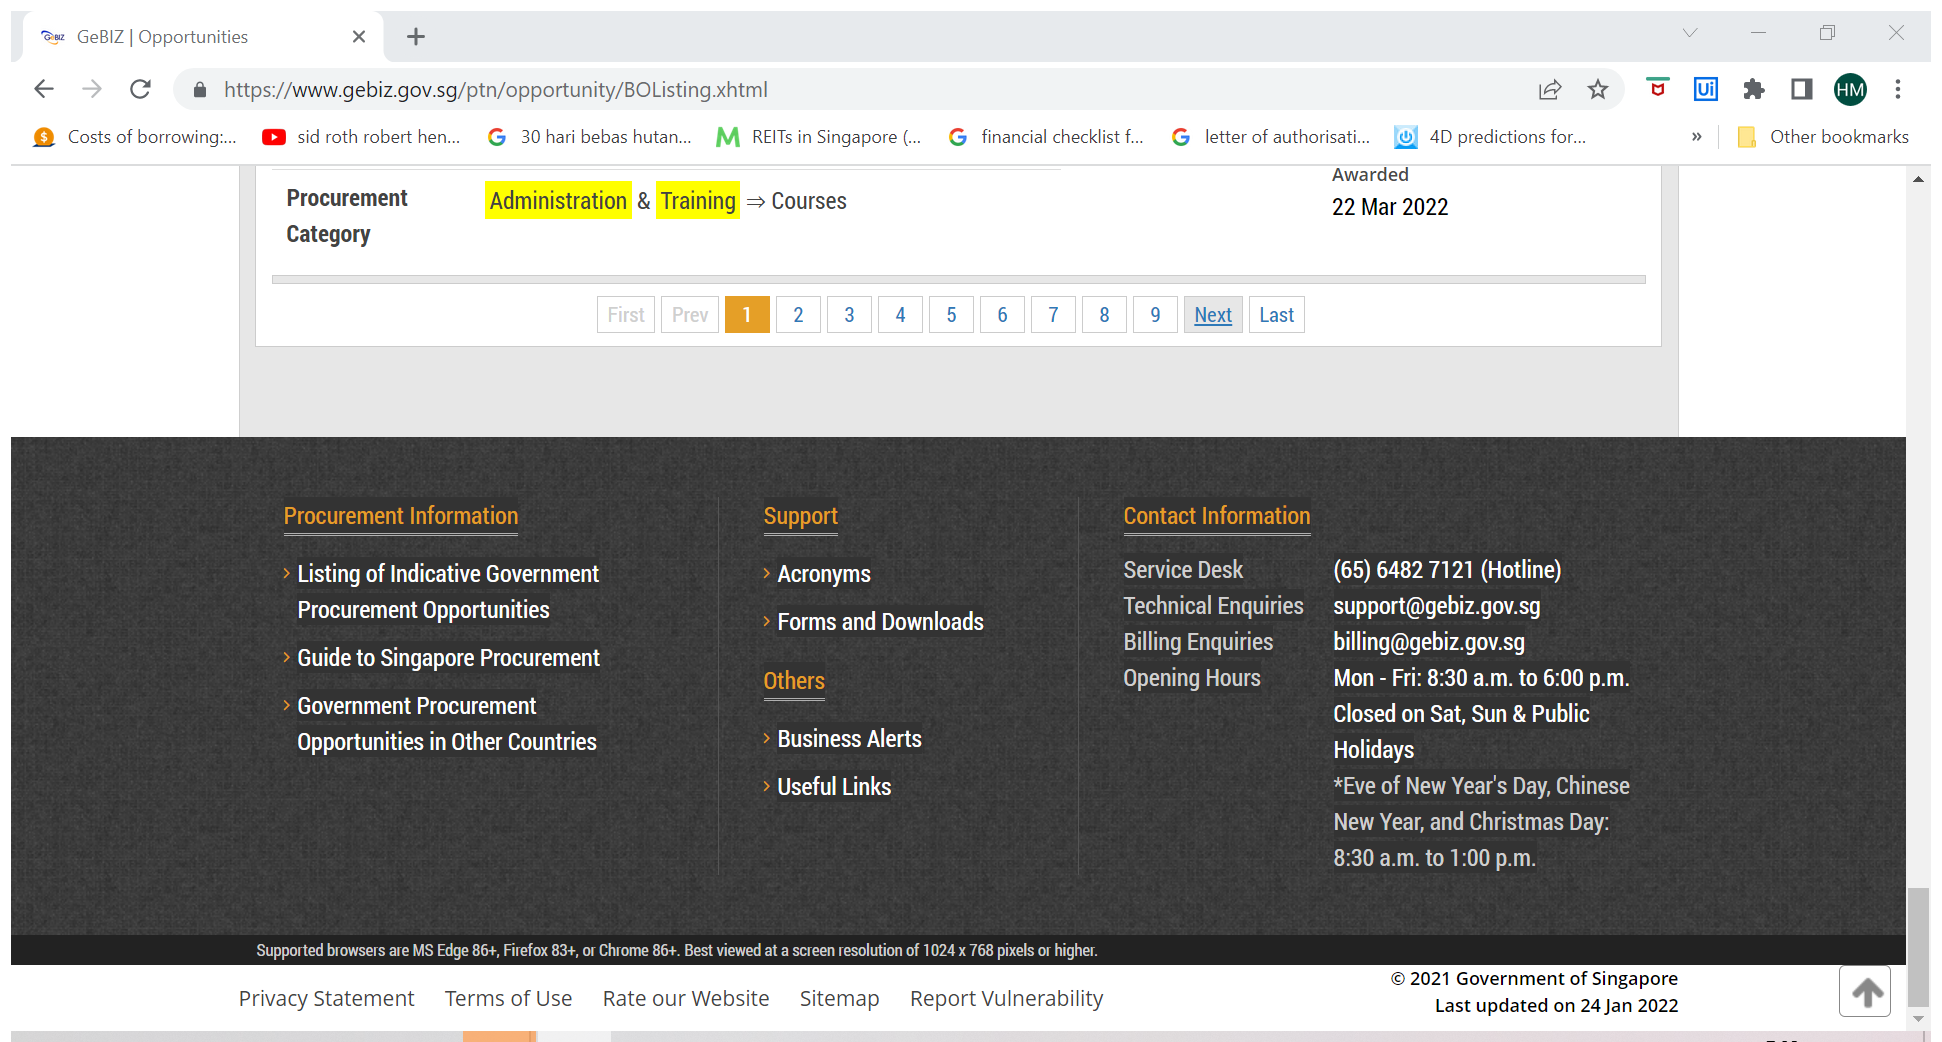 GeBIZ | Opportunities
https://www.gebiz.gov.sg/ptn/opportunity/BOListing.xhtml
HM
Costs of borrowing:...
sid roth robert hen...
30 hari bebas hutan...
REITs in Singapore (...
financial checklist f...
letter of authorisati...
4D predictions for...
»
Other bookmarks
Procurement
Category
Administration & Training ⇒ Courses
Awarded
22 Mar 2022
First Prev 1 2 3 4 5 6 7 8 9 Next Last
Procurement Information
Listing of Indicative Government
Procurement Opportunities
Guide to Singapore Procurement
Government Procurement
Opportunities in Other Countries
Support
Acronyms
Forms and Downloads
Others
Business Alerts
Useful Links
Contact Information
Service Desk (65) 6482 7121 (Hotline)
Technical Enquiries support@gebiz.gov.sg
Billing Enquiries billing@gebiz.gov.sg
Opening Hours Mon - Fri: 8:30 a.m. to 6:00 p.m.
Closed on Sat, Sun & Public
Holidays
*Eve of New Year's Day, Chinese
New Year, and Christmas Day:
8:30 a.m. to 1:00 p.m.
Supported browsers are MS Edge 86+, Firefox 83+, or Chrome 86+. Best viewed at a screen resolution of 1024 x 768 pixels or higher.
Privacy Statement Terms of Use Rate our Website Sitemap Report Vulnerability
© 2021 Government of Singapore
Last updated on 24 Jan 2022